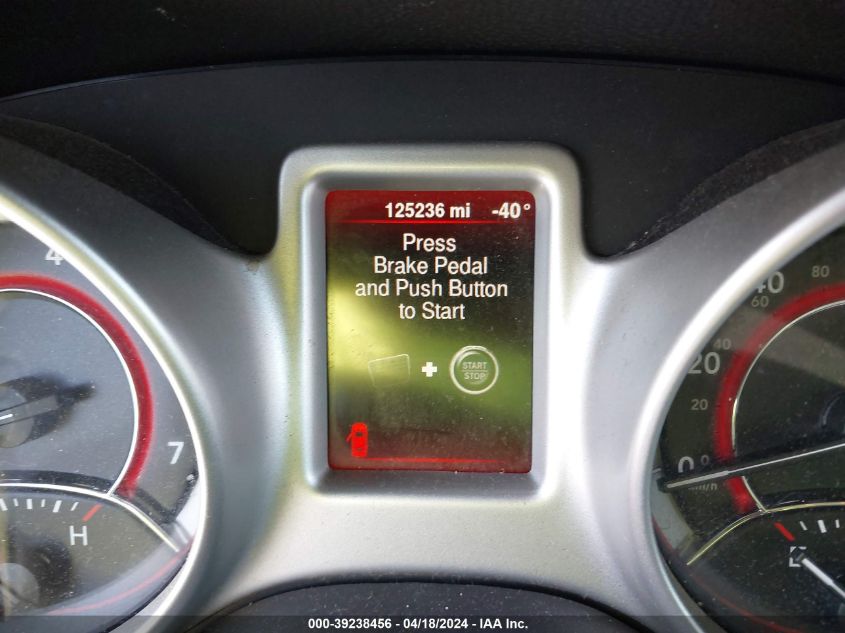 125236 mi -40°
Press
Brake Pedal
and Push Button
to Start
START
STOP
4
7
H
40
80
60
20
40
20
0
E
000-39238456 - 04/18/2024 - IAA Inc.